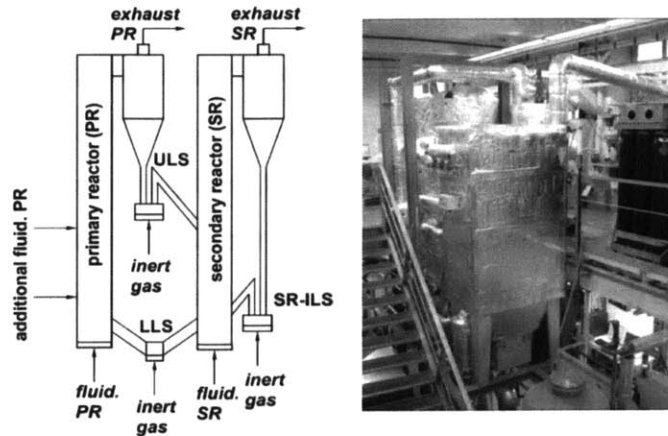 exhaust
PR
exhaust
SR
primary reactor (PR)
secondary reactor (SR)
ULS
additional fluid. PR
inert
gas
SR-ILS
LLS
fluid.
PR
inert
gas
fluid.
SR
inert
gas